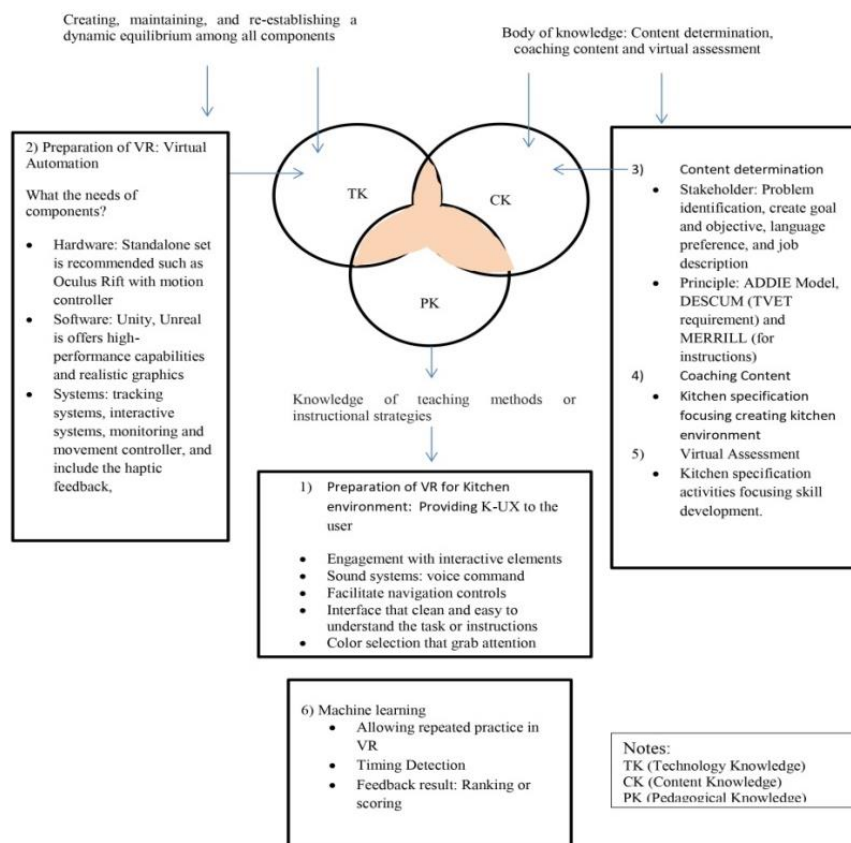 Creating, maintaining, and re-establishing a
dynamic equilibrium among all components
Body of knowledge: Content determination,
coaching content and virtual assessment
2) Preparation of VR: Virtual
Automation
What the needs of
components?
• Hardware: Standalone set
is recommended such as
Oculus Rift with motion
controller
• Software: Unity, Unreal
is offers high-
performance capabilities
and realistic graphics
• Systems: tracking
systems, interactive
systems, monitoring and
movement controller, and
include the haptic
feedback,
TK
CK
PK
3) Content determination
• Stakeholder: Problem
identification, create goal
and objective, language
preference, and job
description
• Principle: ADDIE Model,
DESCUM (TVET
requirement) and
MERRILL (for
instructions)
4) Coaching Content
• Kitchen specification
focusing creating kitchen
environment
5) Virtual Assessment
• Kitchen specification
activities focusing skill
development.
Knowledge of teaching methods or
instructional strategies
1) Preparation of VR for Kitchen
environment: Providing K-UX to the
user
• Engagement with interactive elements
• Sound systems: voice command
• Facilitate navigation controls
• Interface that clean and easy to
understand the task or instructions
• Color selection that grab attention
6) Machine learning
• Allowing repeated practice in
VR
• Timing Detection
• Feedback result: Ranking or
scoring
Notes:
TK (Technology Knowledge)
CK (Content Knowledge)
PK (Pedagogical Knowledge)